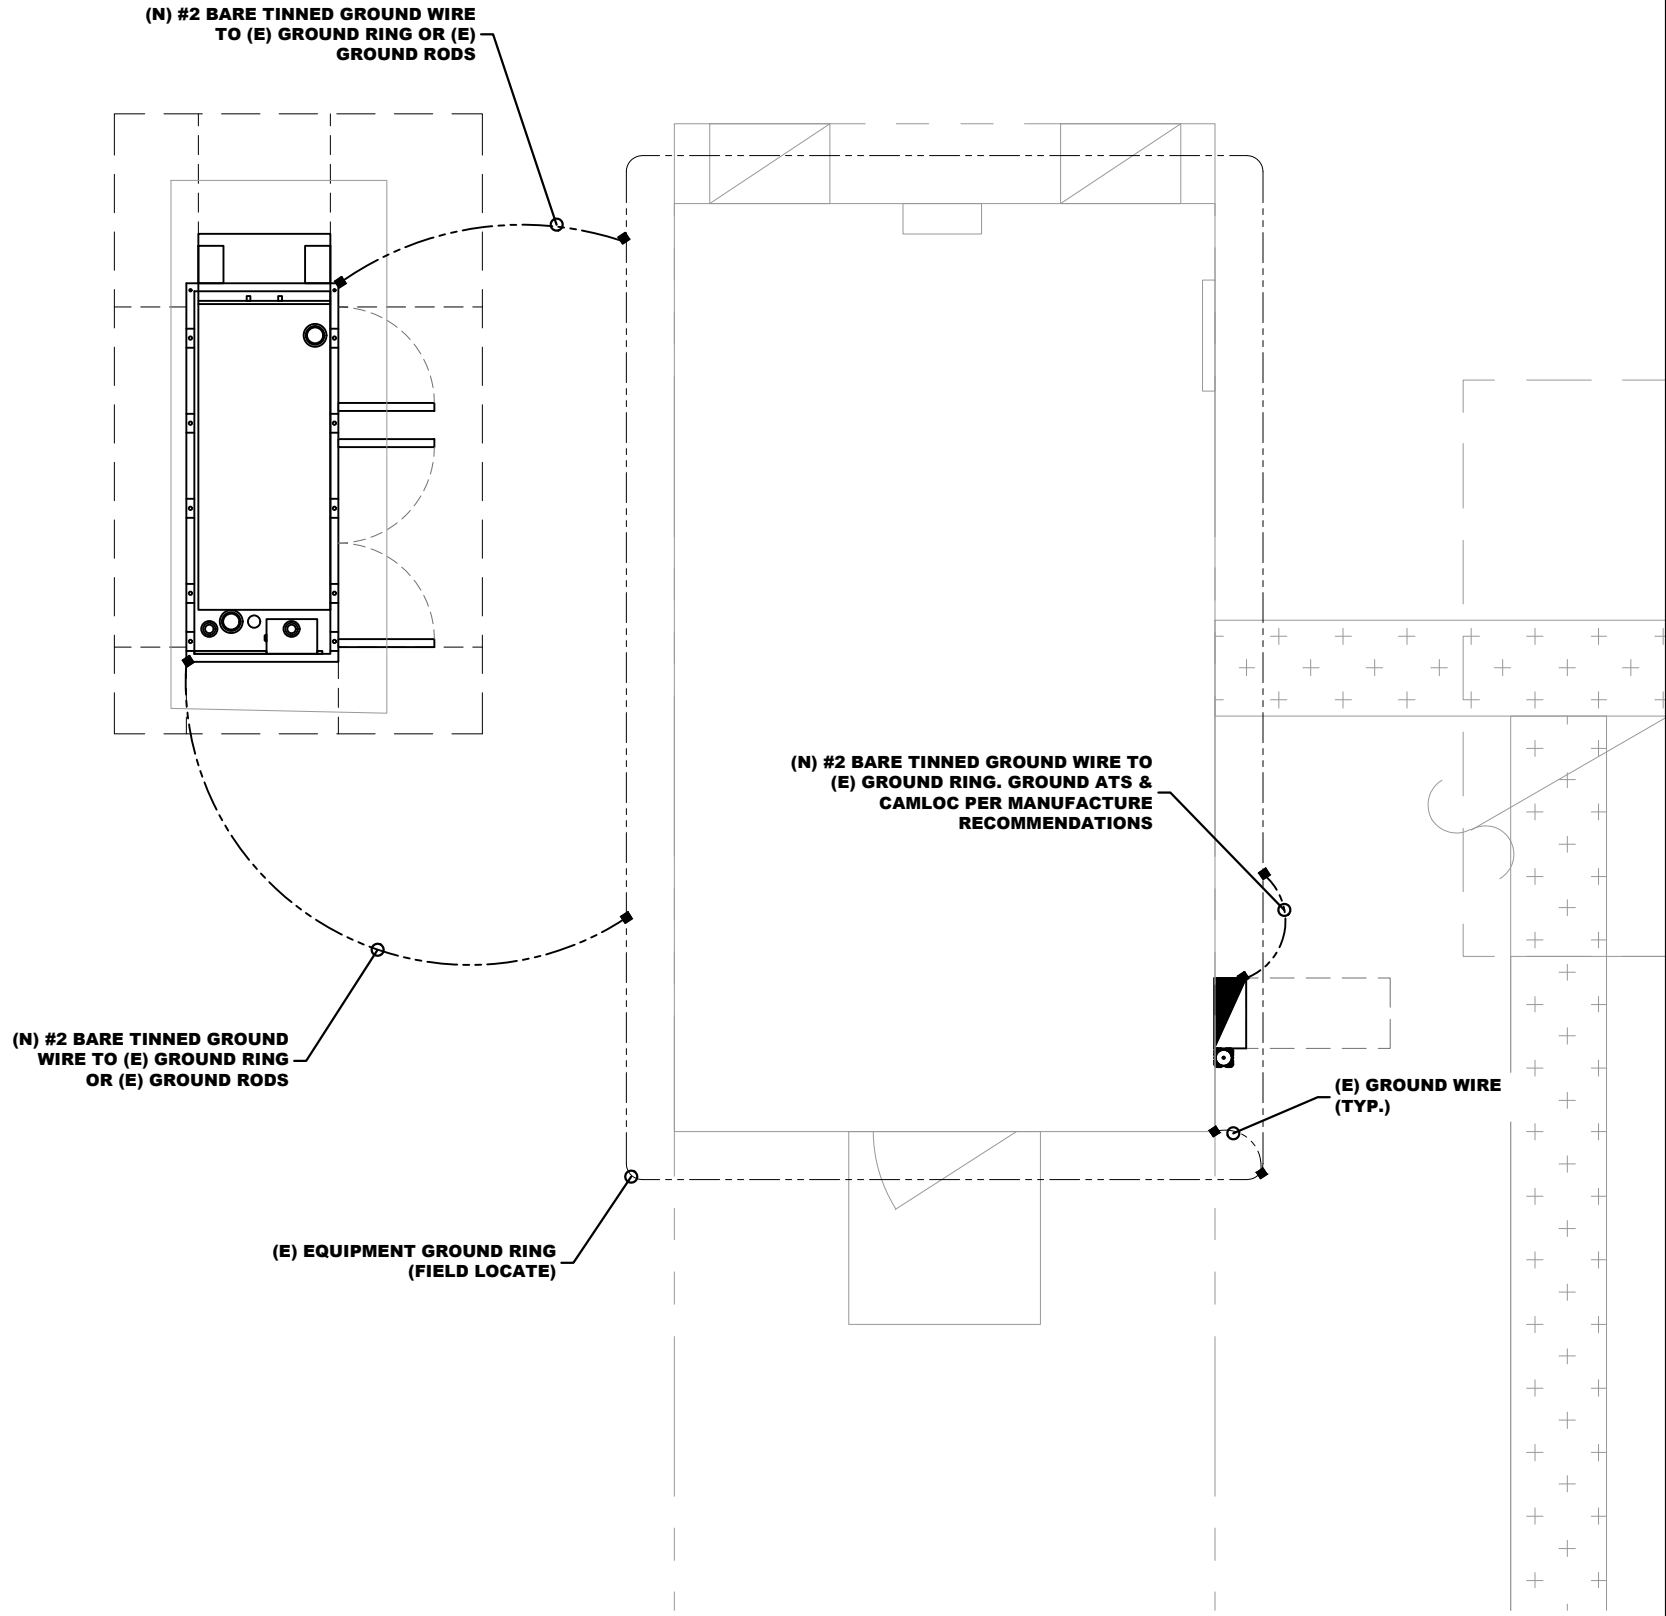 (N) #2 BARE TINNED GROUND WIRE
TO (E) GROUND RING OR (E)
GROUND RODS
(N) #2 BARE TINNED GROUND WIRE TO
(E) GROUND RING. GROUND ATS &
CAMLOC PER MANUFACTURE
RECOMMENDATIONS
(N) #2 BARE TINNED GROUND
WIRE TO (E) GROUND RING
OR (E) GROUND RODS
(E) GROUND WIRE
(TYP.)
(E) EQUIPMENT GROUND RING
(FIELD LOCATE)